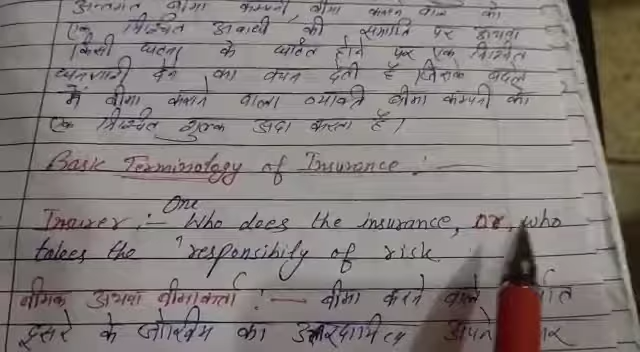 अन्तर्गत बीमा कम्पनी, बीमा कराने वाले को
एक निश्चित अवधि की समाप्ति पर अथवा
किसी घटना के घटित होने पर एक निश्चित
धनराशी देने का वचन देती है जिसके बदले
में बीमा कराने वाला व्यक्ति बीमा कम्पनी को
एक निश्चित शुल्क अदा करता है।
Basic Terminology of Insurance :-
One
Insurer :- Who does the insurance, or, who
takes the responsibility of risk
बीमक अथवा बीमाकर्ता :- बीमा करने वाले
दूसरे के जोखिम का उत्तरदायित्व अपने